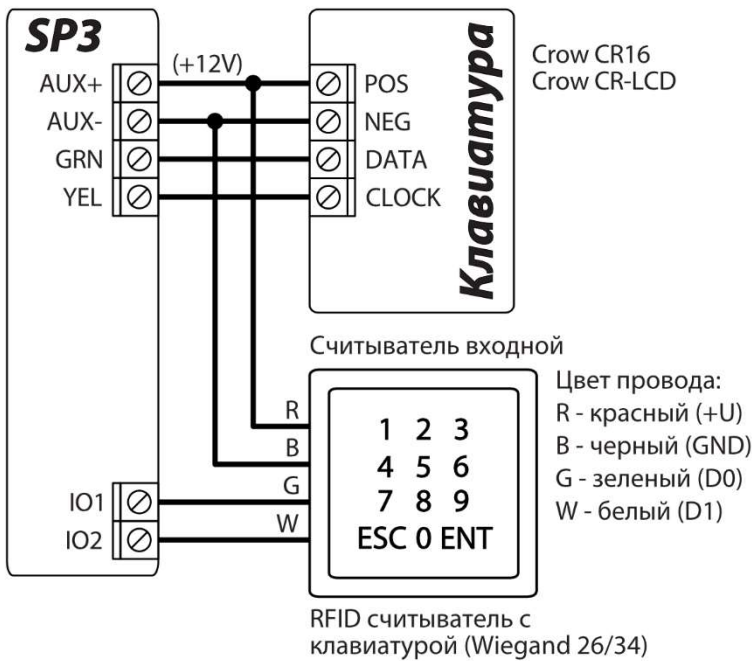 SP3
AUX+
AUX-
GRN
YEL
(+12V)
POS
NEG
DATA
CLOCK
Клавиатура
Crow CR16
Crow CR-LCD
Считыватель входной
R
B
G
W
IO1
IO2
1 2 3
4 5 6
7 8 9
ESC 0 ENT
Цвет провода:
R - красный (+U)
B - черный (GND)
G - зеленый (D0)
W - белый (D1)
RFID считыватель с
клавиатурой (Wiegand 26/34)